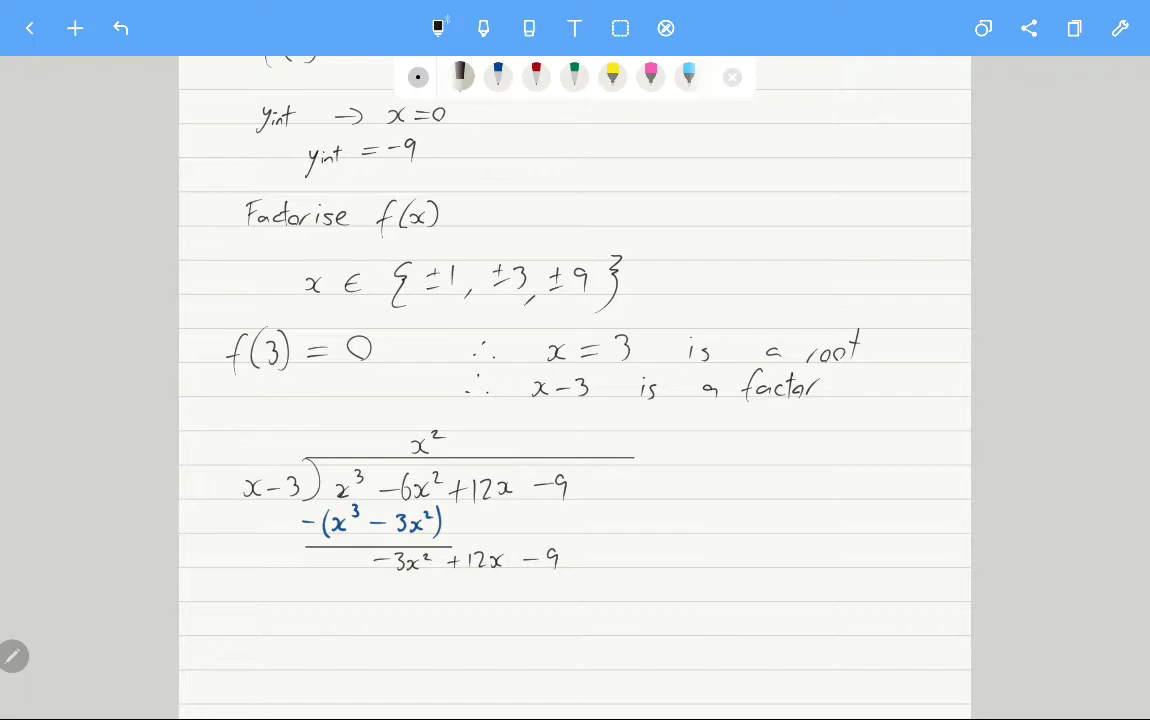 yint → x = 0
yint = -9
Factorise f(x)
x ∈ { ±1, ±3, ±9 }
f(3) = 0 ∴ x = 3 is a root
∴ x-3 is a factor
x²
x-3 ) x³ -6x² +12x -9
-(x³ - 3x²)
-3x² +12x -9